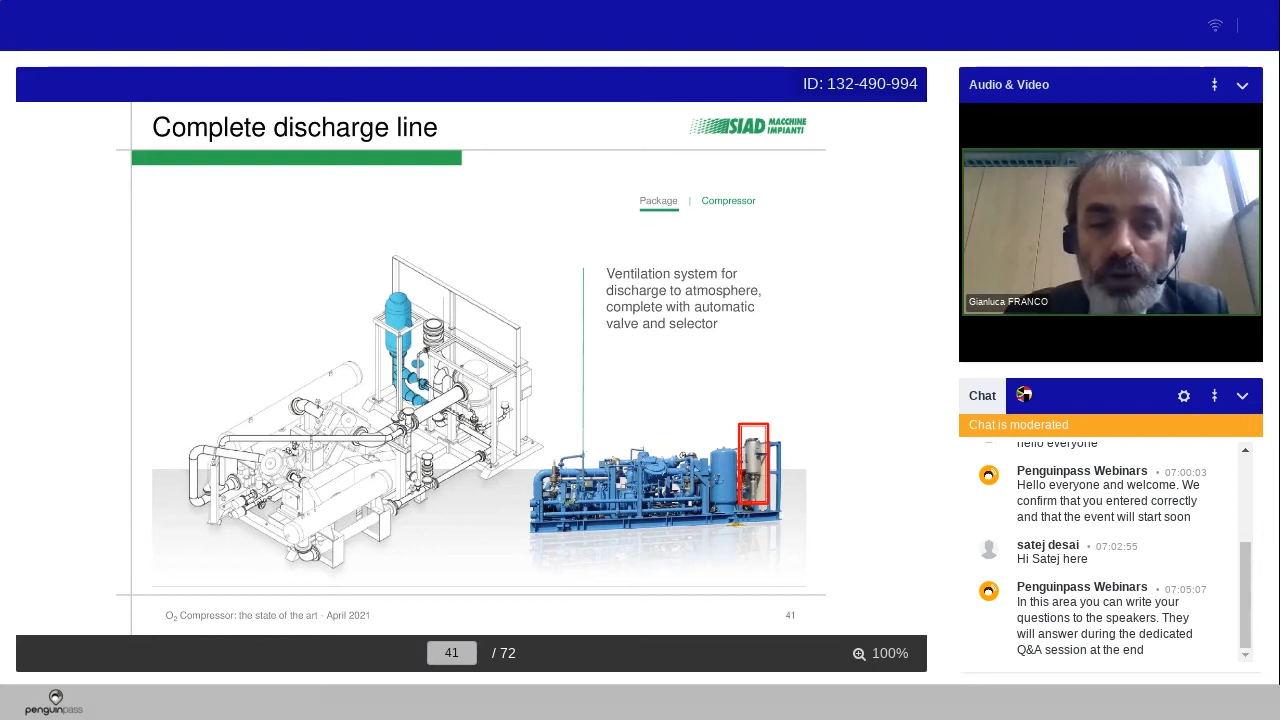 ID: 132-490-994
Complete discharge line
SIAD MACCHINE
IMPIANTI
Package | Compressor
Ventilation system for
discharge to atmosphere,
complete with automatic
valve and selector
O2 Compressor: the state of the art - April 2021
41
41 / 72
100%
Audio & Video
Gianluca FRANCO
Chat
Chat is moderated
hello everyone
Penguinpass Webinars • 07:00:03
Hello everyone and welcome. We
confirm that you entered correctly
and that the event will start soon
satej desai • 07:02:55
Hi Satej here
Penguinpass Webinars • 07:05:07
In this area you can write your
questions to the speakers. They
will answer during the dedicated
Q&A session at the end
penguinpass